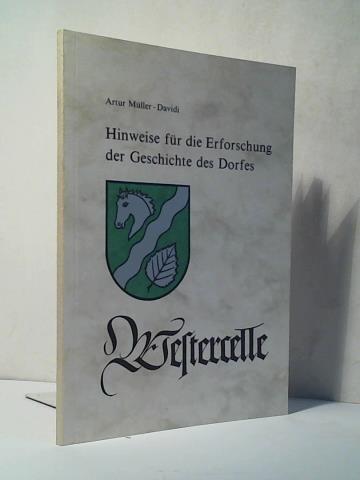 Artur Müller-Davidi
Hinweise für die Erforschung
der Geschichte des Dorfes
Westercelle